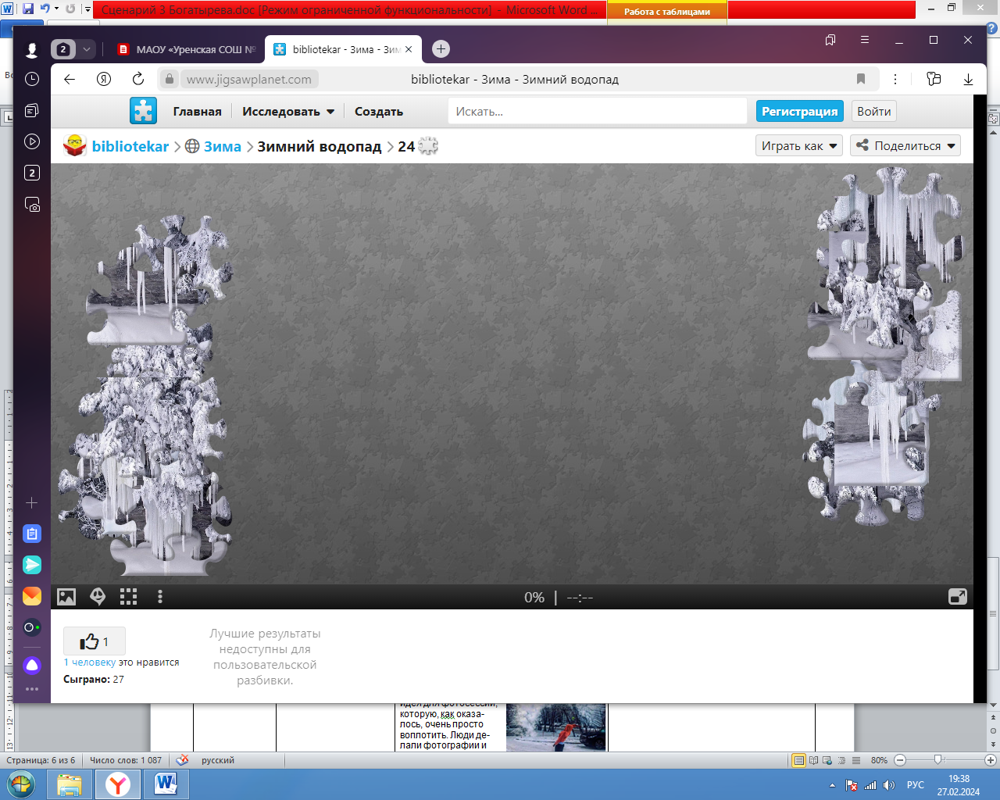 Сценарий 3 Богатырева.doc [Режим ограниченной функциональности] - Microsoft Word ...
Работа с таблицами
2
МАОУ «Уренская СОШ №
bibliotekar - Зима - Зим
www.jigsawplanet.com
bibliotekar - Зима - Зимний водопад
Главная
Исследовать
Создать
Искать...
Регистрация
Войти
bibliotekar
Зима
Зимний водопад
24
Играть как
Поделиться
2
0% | --:--
1
1 человеку это нравится
Сыграно: 27
Лучшие результаты
недоступны для
пользовательской
разбивки.
идея для фотосессии,
которую, как оказа-
лось, очень просто
воплотить. Люди де-
лали фотографии и
Страница: 6 из 6
Число слов: 1 087
русский
80%
РУС
19:38
27.02.2024